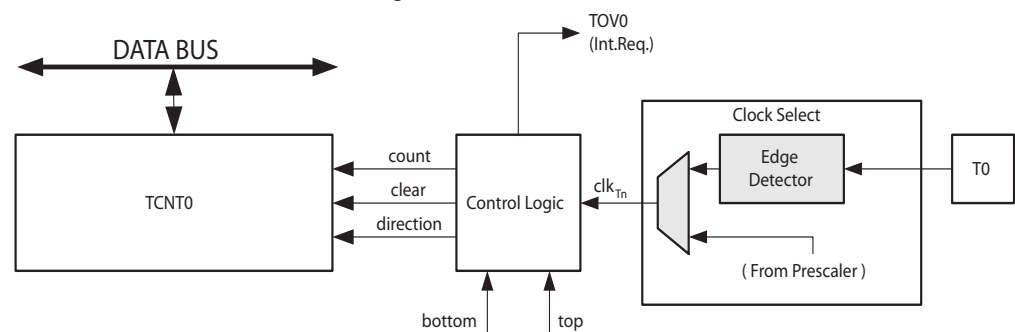 TOV0
(Int.Req.)
DATA BUS
Clock Select
Edge
Detector
T0
count
clear
direction
TCNT0
Control Logic
clkTn
( From Prescaler )
bottom
top